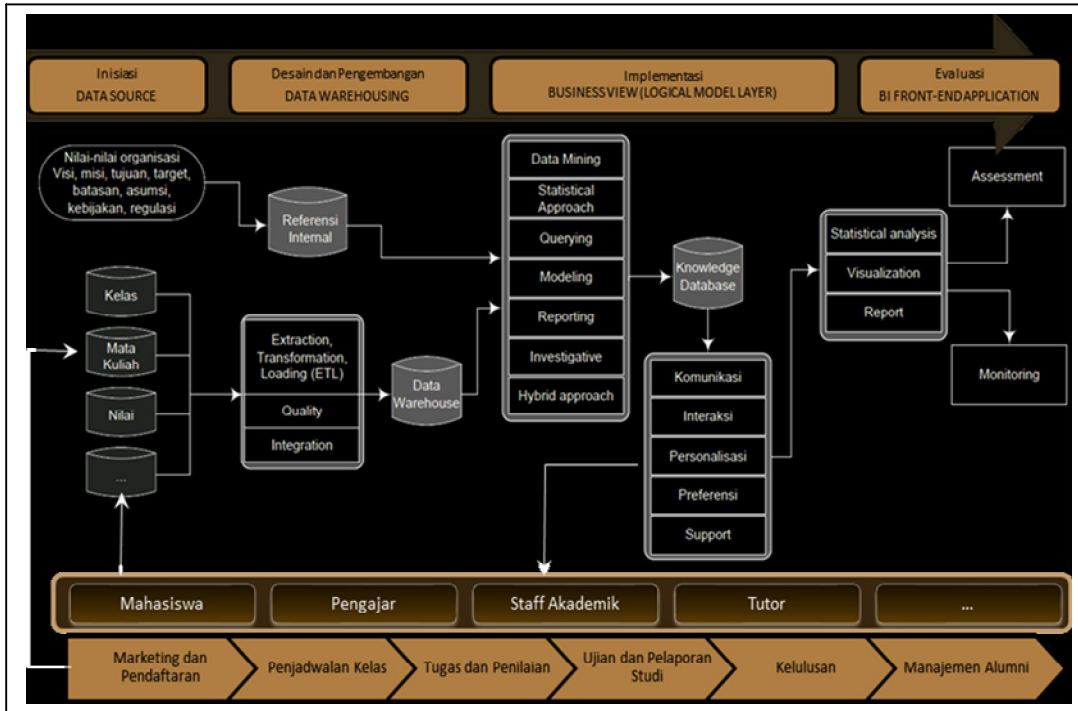 Inisiasi
DATA SOURCE
Desain dan Pengembangan
DATA WAREHOUSING
Implementasi
BUSINESS VIEW (LOGICAL MODEL LAYER)
Evaluasi
BI FRONT-END APPLICATION
Nilai-nilai organisasi
Visi, misi, tujuan, target,
batasan, asumsi,
kebijakan, regulasi
Referensi
Internal
Kelas
Mata
Kuliah
Nilai
...
Extraction,
Transformation,
Loading (ETL)
Quality
Integration
Data
Warehouse
Data Mining
Statistical
Approach
Querying
Modeling
Reporting
Investigative
Hybrid approach
Knowledge
Database
Komunikasi
Interaksi
Personalisasi
Preferensi
Support
Statistical analysis
Visualization
Report
Assessment
Monitoring
Mahasiswa
Pengajar
Staff Akademik
Tutor
...
Marketing dan
Pendaftaran
Penjadwalan Kelas
Tugas dan Penilaian
Ujian dan Pelaporan
Studi
Kelulusan
Manajemen Alumni